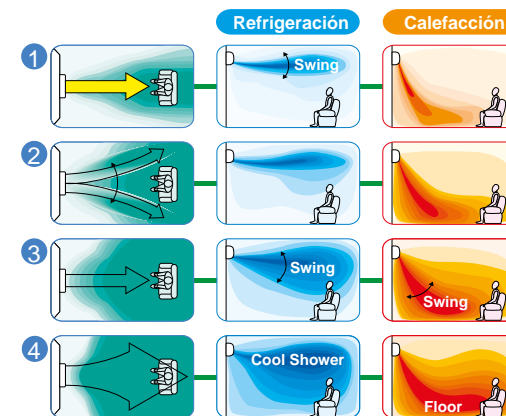 Refrigeración Calefacción
1 Swing
2
3 Swing Swing
4 Cool Shower Floor